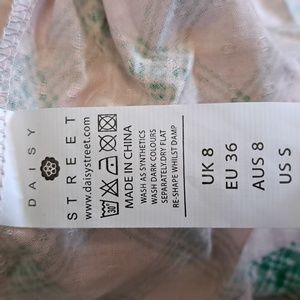 DAISY
STREET
www.daisystreet.com
MADE IN CHINA
WASH AS SYNTHETICS
WASH DARK COLOURS
SEPARATELY.DRY FLAT
RE-SHAPE WHILST DAMP
UK 8
EU 36
AUS 8
US S